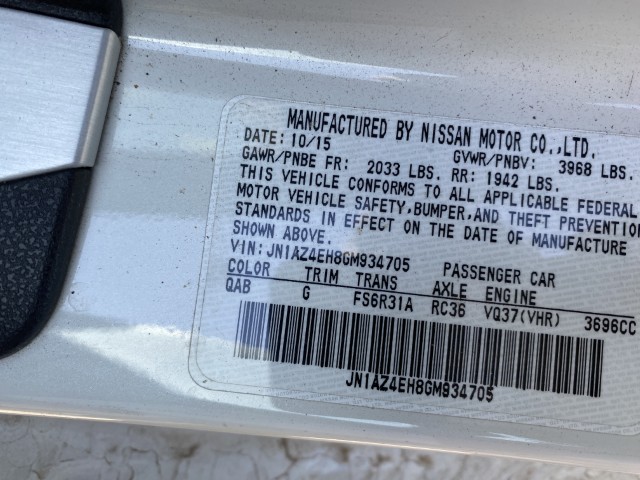 MANUFACTURED BY NISSAN MOTOR CO.,LTD.
DATE: 10/15 GVWR/PNBV: 3968 LBS.
GAWR/PNBE FR: 2033 LBS. RR: 1942 LBS.
THIS VEHICLE CONFORMS TO ALL APPLICABLE FEDERAL
MOTOR VEHICLE SAFETY,BUMPER,AND THEFT PREVENTION
STANDARDS IN EFFECT ON THE DATE OF MANUFACTURE
SHOWN ABOVE.
VIN: JN1AZ4EH8GM934705 PASSENGER CAR
COLOR TRIM TRANS AXLE ENGINE
QAB G FS6R31A RC36 VQ37(VHR) 3696CC
JN1AZ4EH8GM934705